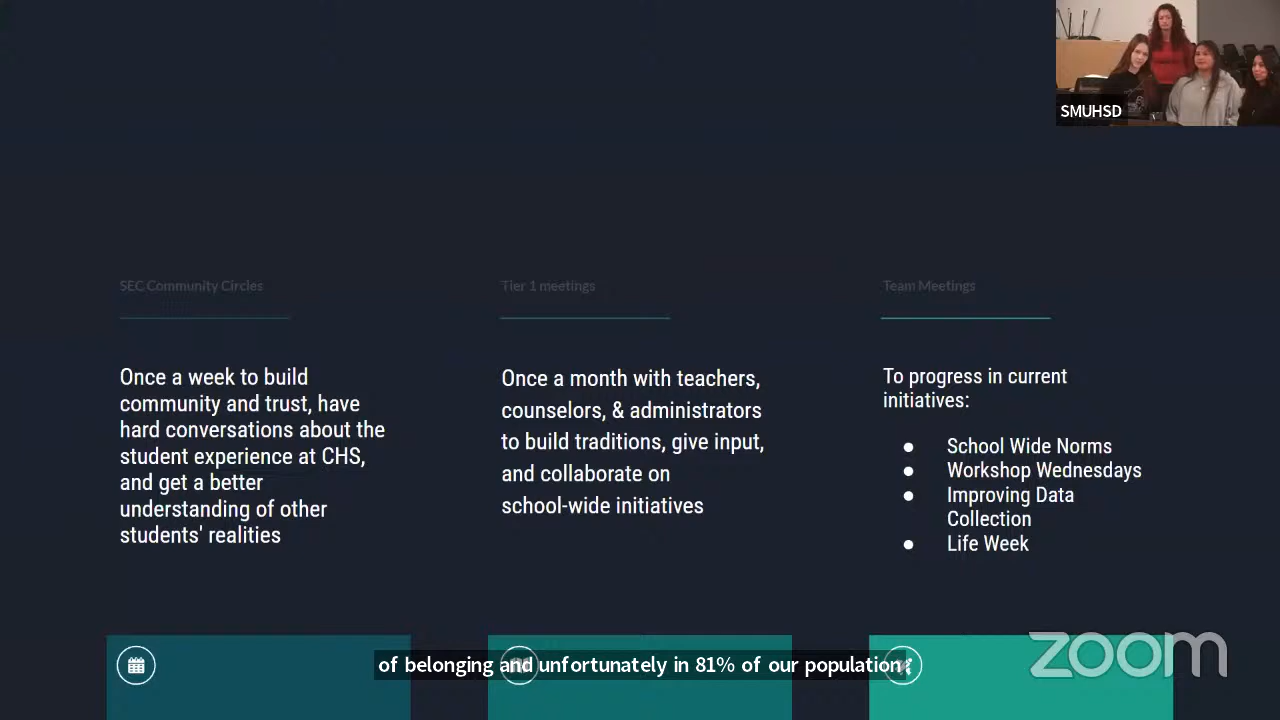 SMUHSD
SEC Community Circles
Once a week to build
community and trust, have
hard conversations about the
student experience at CHS,
and get a better
understanding of other
students' realities
Tier 1 meetings
Once a month with teachers,
counselors, & administrators
to build traditions, give input,
and collaborate on
school-wide initiatives
Team Meetings
To progress in current
initiatives:
● School Wide Norms
● Workshop Wednesdays
● Improving Data
Collection
● Life Week
of belonging and unfortunately in 81% of our population
zoom